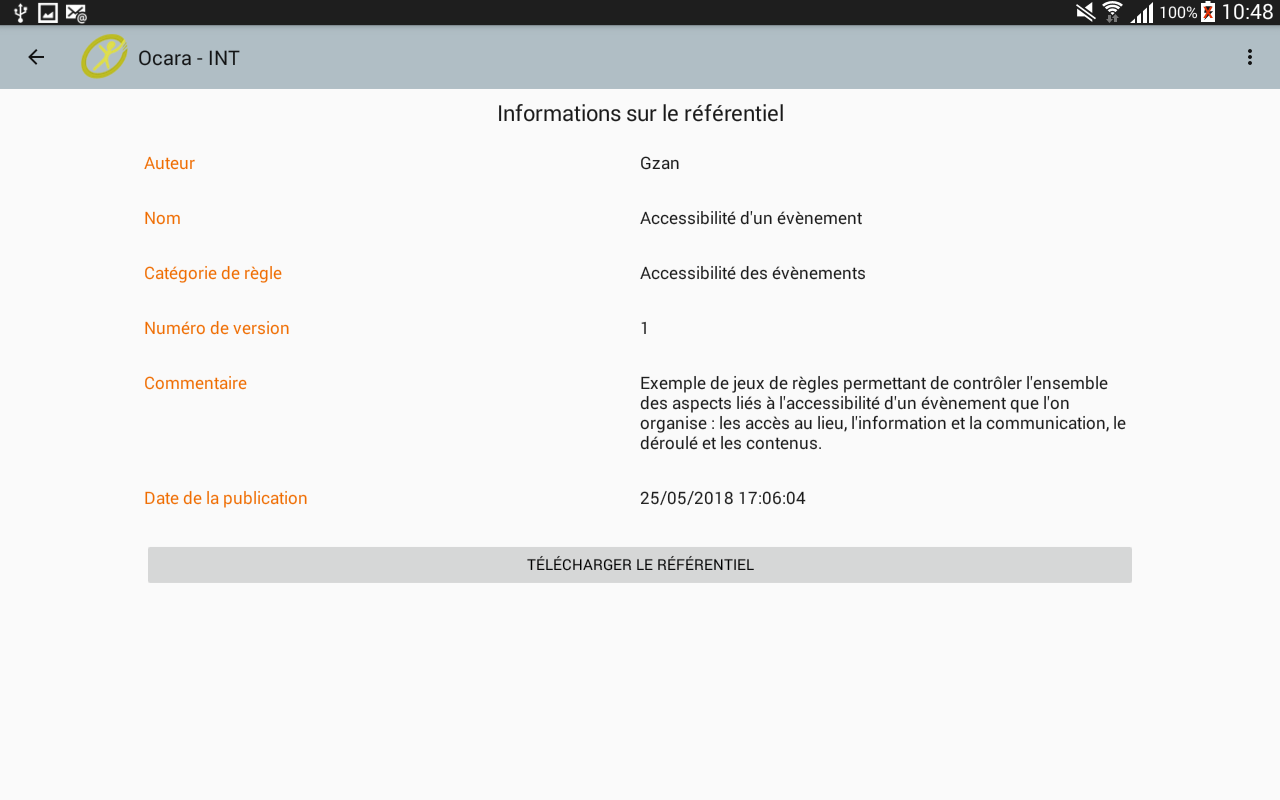 100% 10:48
Ocara - INT
Informations sur le référentiel
Auteur Gzan
Nom Accessibilité d'un évènement
Catégorie de règle Accessibilité des évènements
Numéro de version 1
Commentaire Exemple de jeux de règles permettant de contrôler l'ensemble
des aspects liés à l'accessibilité d'un évènement que l'on
organise : les accès au lieu, l'information et la communication, le
déroulé et les contenus.
Date de la publication 25/05/2018 17:06:04
TÉLÉCHARGER LE RÉFÉRENTIEL